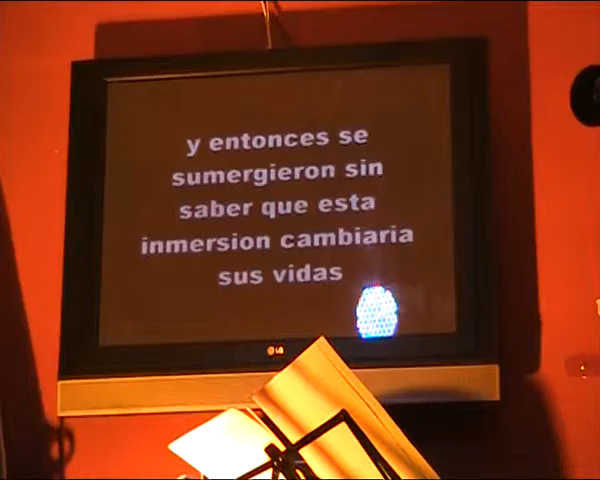 y entonces se
sumergieron sin
saber que esta
inmersion cambiaria
sus vidas
LG